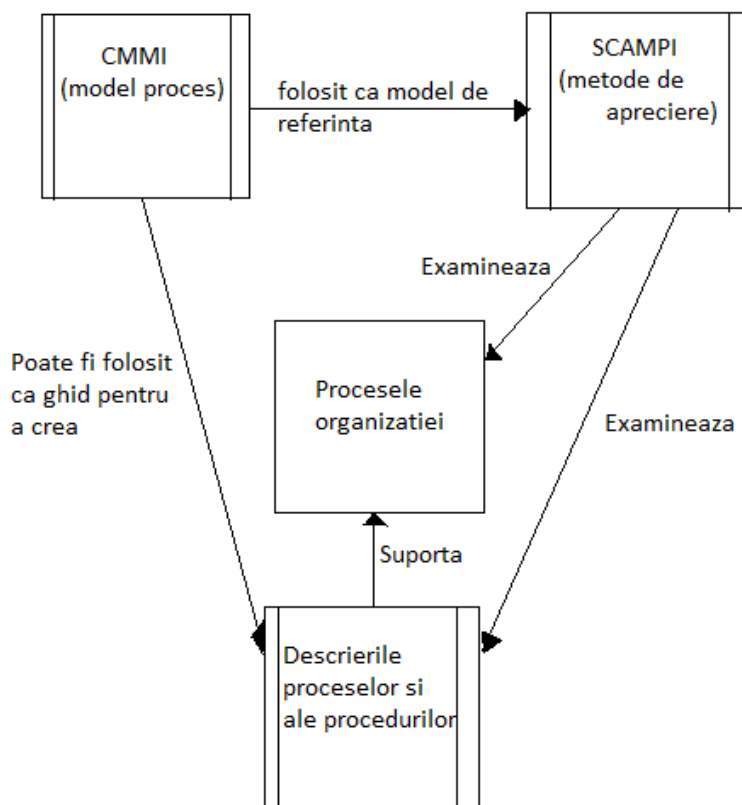 CMMI
(model proces)
folosit ca model de
referinta
SCAMPI
(metode de
apreciere)
Examineaza
Poate fi folosit
ca ghid pentru
a crea
Procesele
organizatiei
Examineaza
Suporta
Descrierile
proceselor si
ale procedurilor